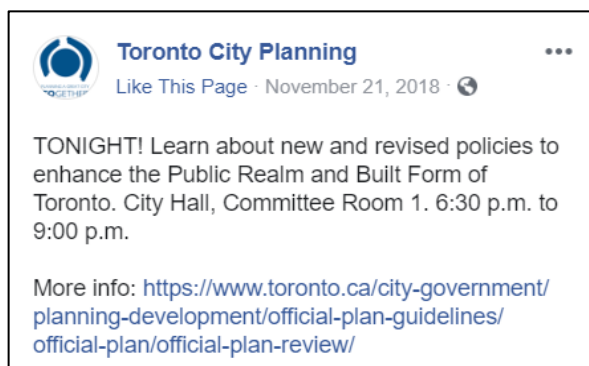 Toronto City Planning
Like This Page · November 21, 2018 ·
TONIGHT! Learn about new and revised policies to
enhance the Public Realm and Built Form of
Toronto. City Hall, Committee Room 1. 6:30 p.m. to
9:00 p.m.
More info: https://www.toronto.ca/city-government/
planning-development/official-plan-guidelines/
official-plan/official-plan-review/